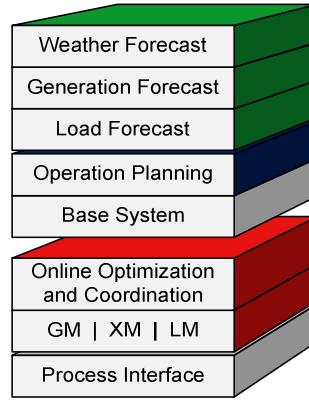 Weather Forecast
Generation Forecast
Load Forecast
Operation Planning
Base System
Online Optimization
and Coordination
GM | XM | LM
Process Interface